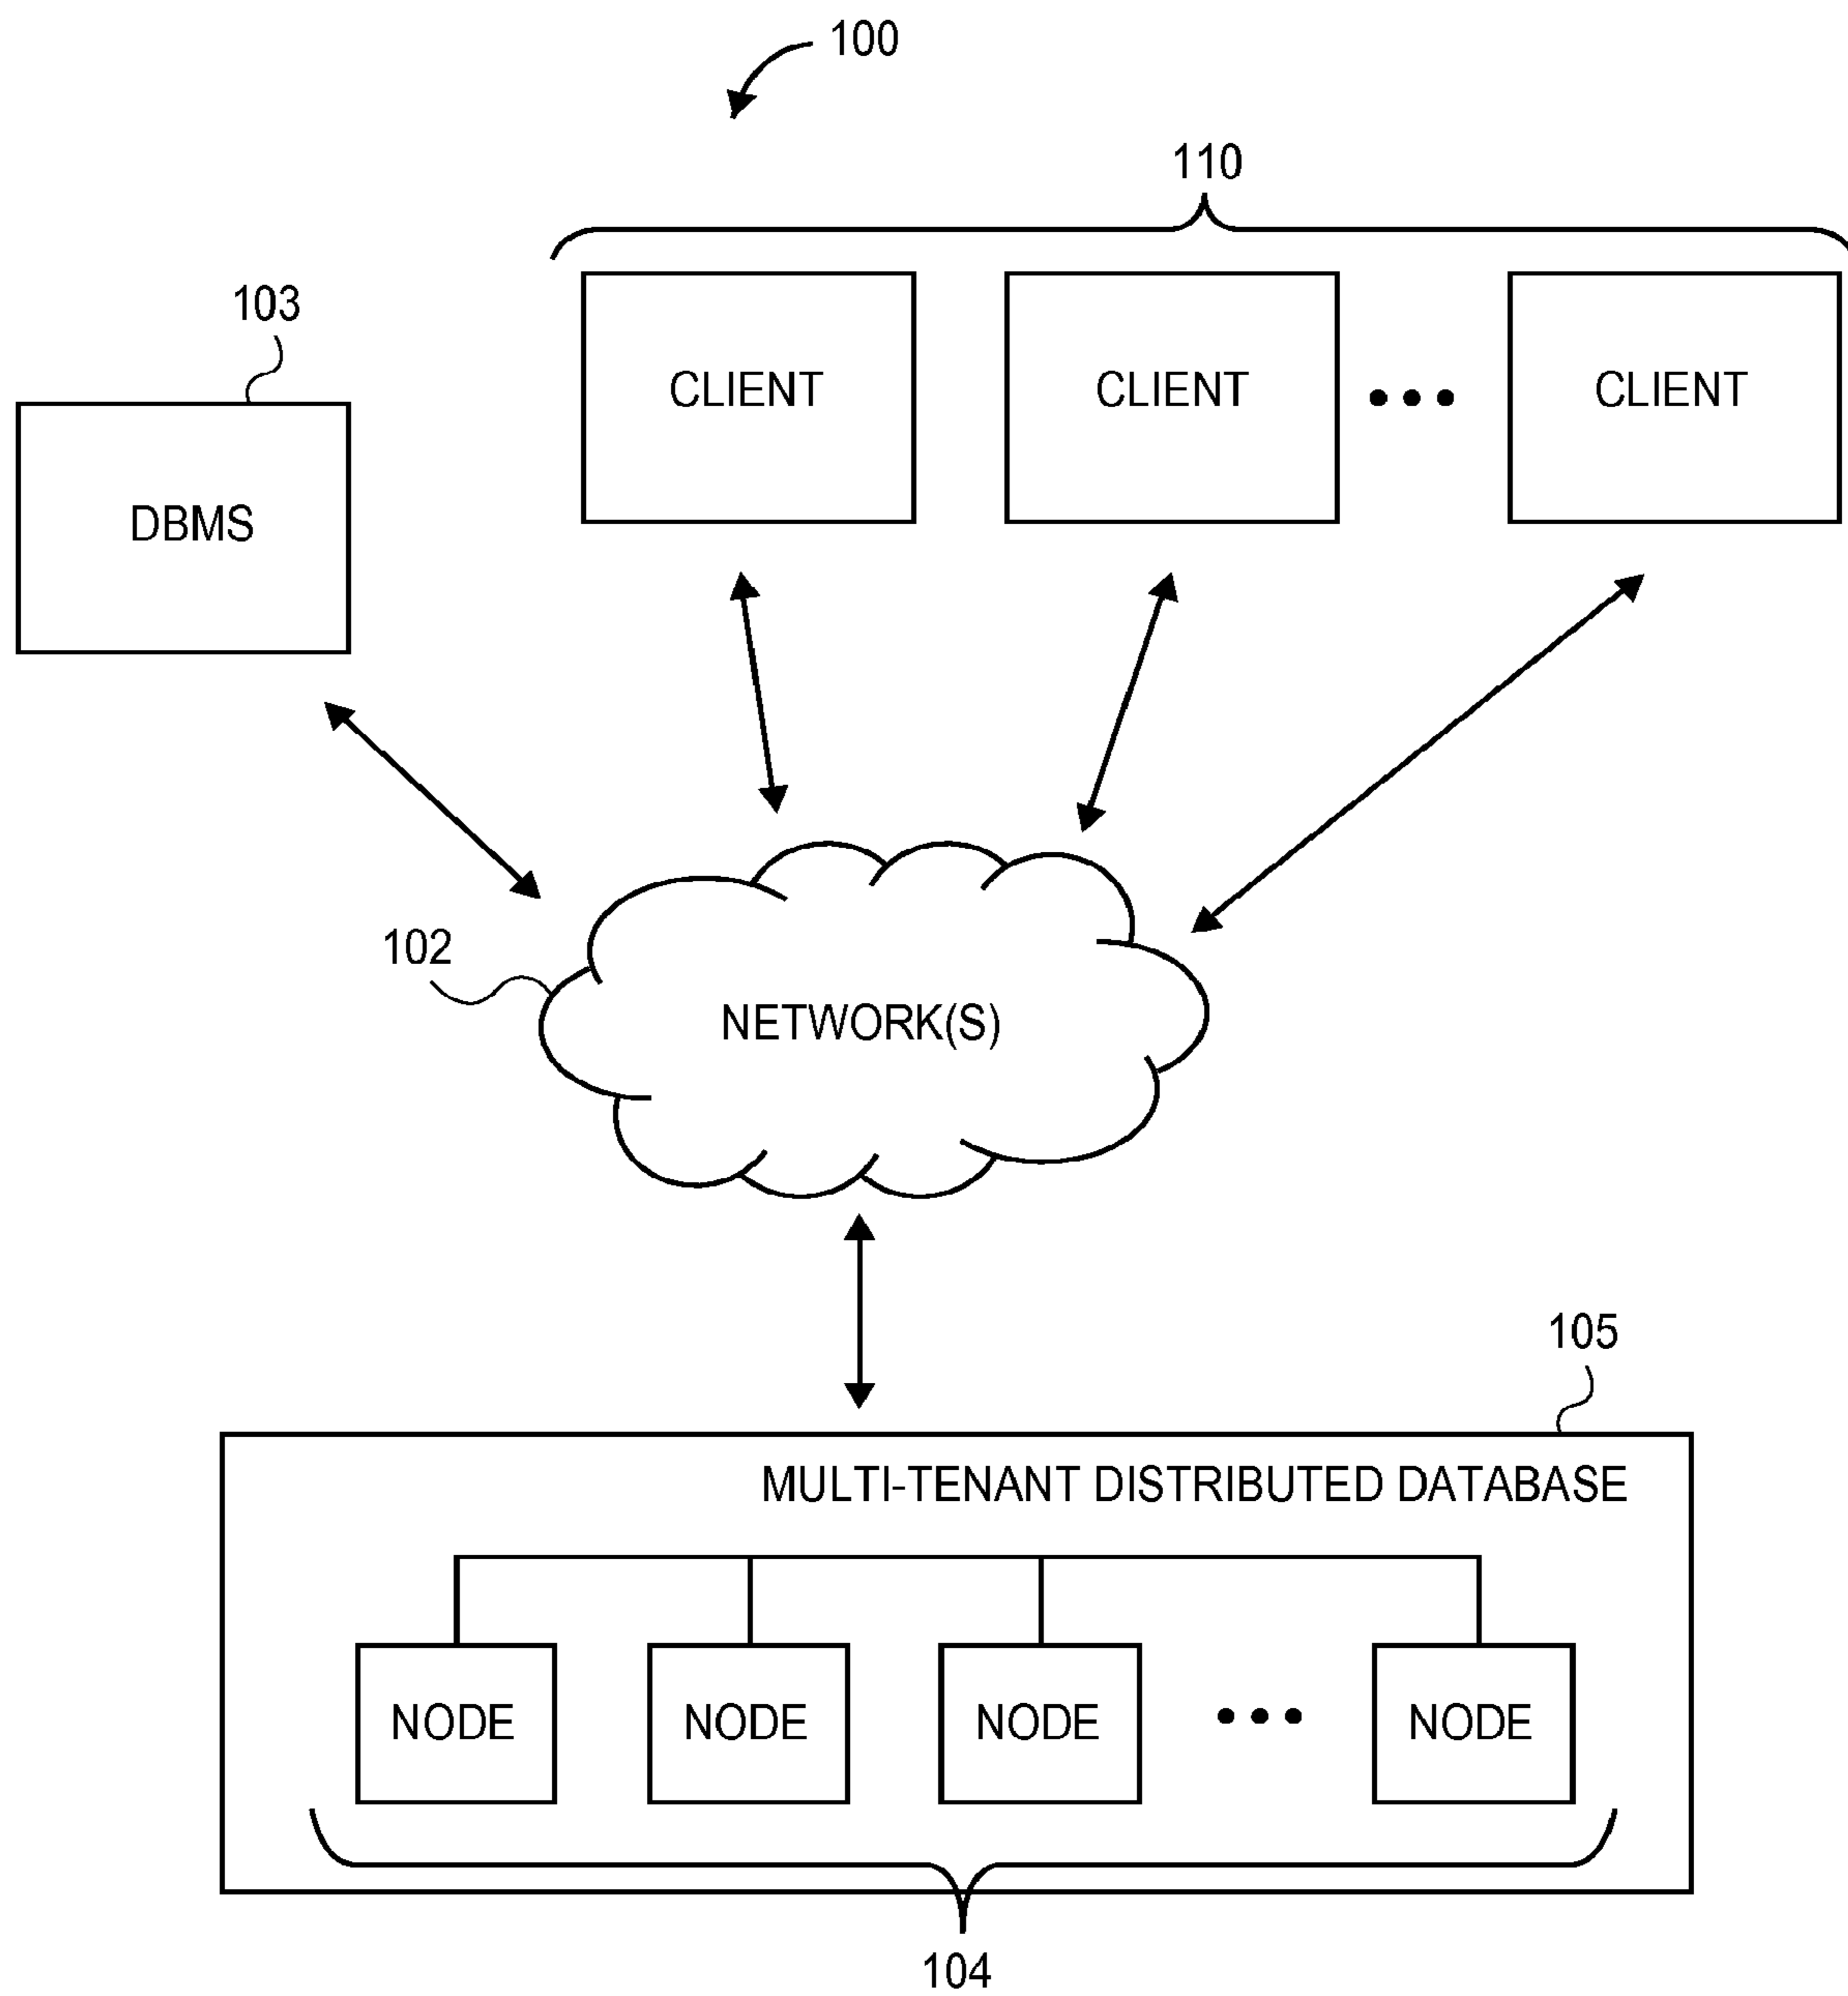 100
110
103
CLIENT
CLIENT
CLIENT
DBMS
102
NETWORK(S)
105
MULTI-TENANT DISTRIBUTED DATABASE
NODE
NODE
NODE
NODE
104